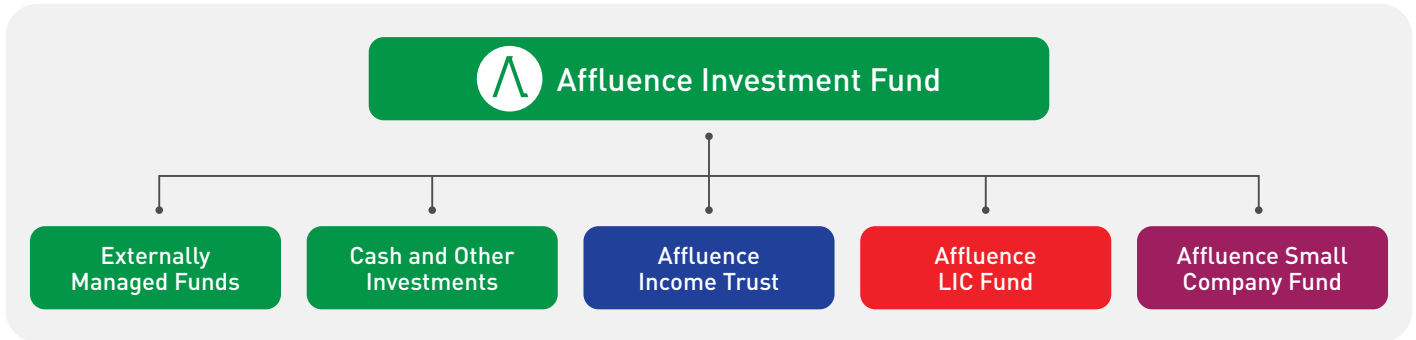 Affluence Investment Fund
Externally
Managed Funds
Cash and Other
Investments
Affluence
Income Trust
Affluence
LIC Fund
Affluence Small
Company Fund